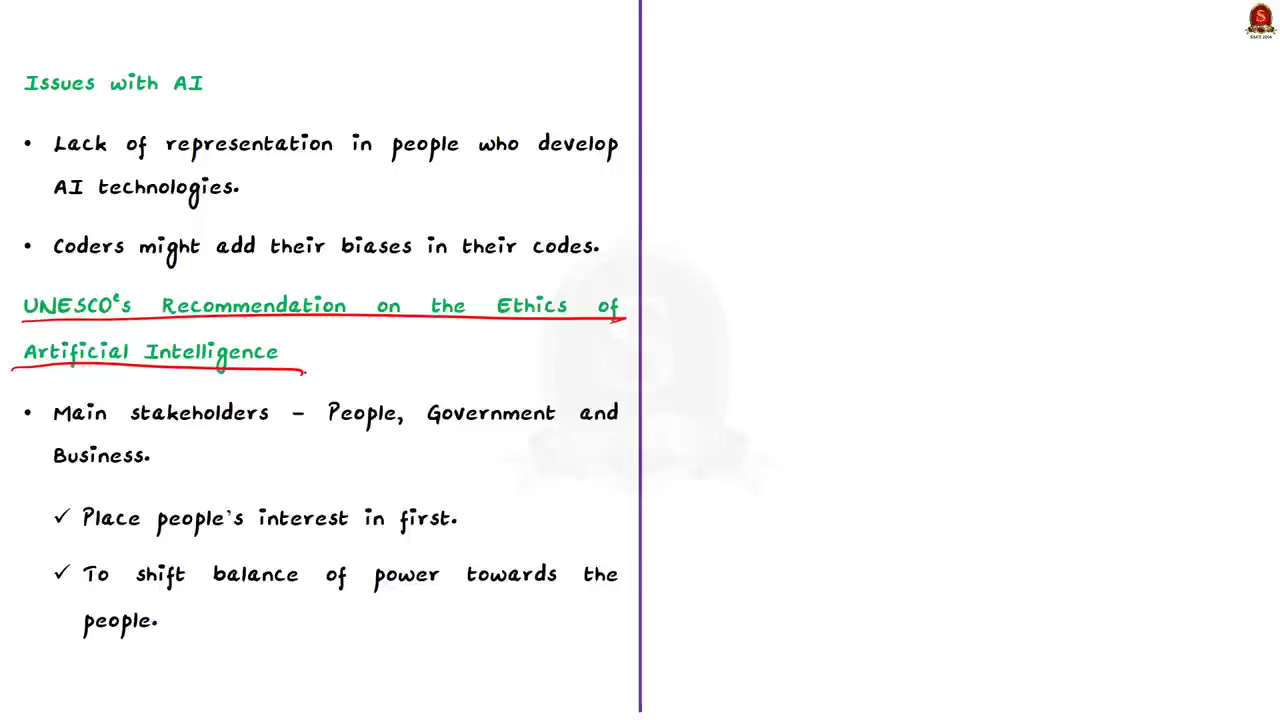 Issues with AI
• Lack of representation in people who develop
AI technologies.
• Coders might add their biases in their codes.
UNESCO's Recommendation on the Ethics of
Artificial Intelligence
• Main stakeholders – People, Government and
Business.
✓ Place people's interest in first.
✓ To shift balance of power towards the
people.